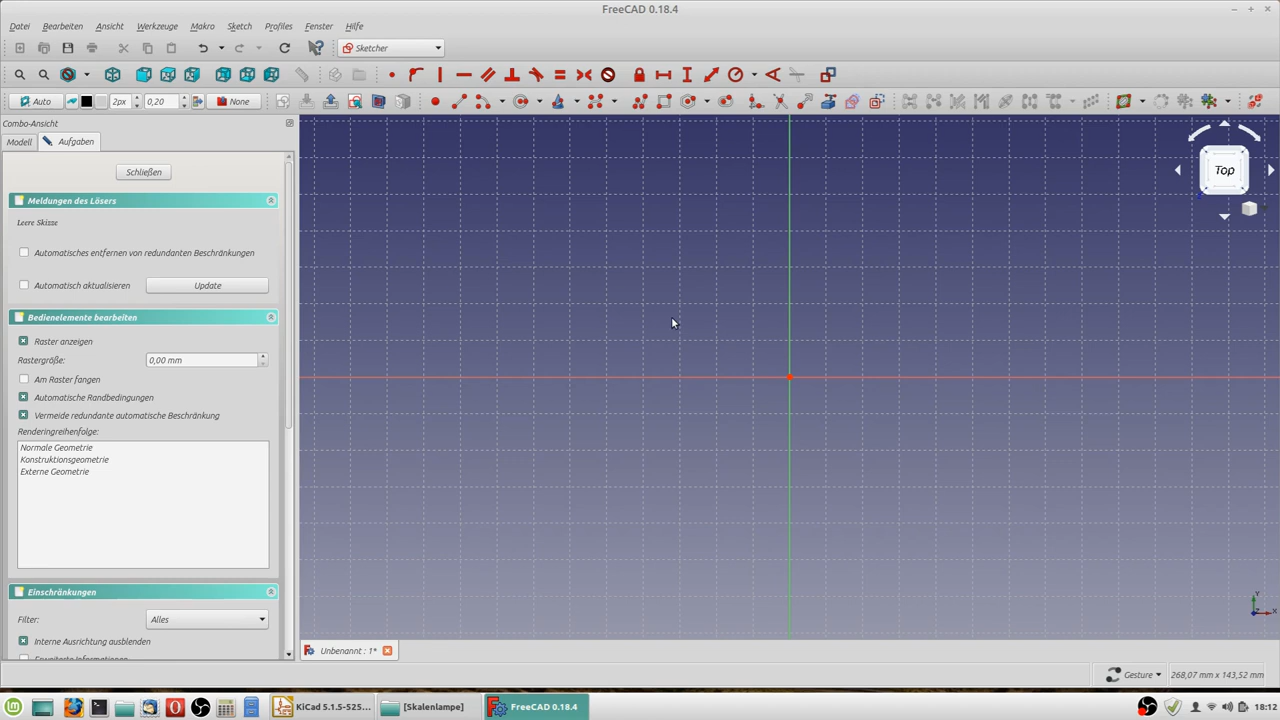 FreeCAD 0.18.4
Datei Bearbeiten Ansicht Werkzeuge Makro Sketch Profiles Fenster Hilfe
Sketcher
Auto 2px 0,20 None
Combo-Ansicht
Modell Aufgaben
Schließen
Meldungen des Lösers
Leere Skisse
Automatisches entfernen von redundanten Beschränkungen
Automatisch aktualisieren Update
Bedienelemente bearbeiten
Raster anzeigen
Rastergröße: 0,00 mm
Am Raster fangen
Automatische Randbedingungen
Vermeide redundante automatische Beschränkung
Renderingreihenfolge:
Normale Geometrie
Konstruktionsgeometrie
Externe Geometrie
Einschränkungen
Filter: Alles
Interne Ausrichtung ausblenden
Erweiterte Informationen
Top
Y
X
Z
Unbenannt : 1*
Gesture 268,07 mm x 143,52 mm
KiCad 5.1.5-525... [Skalenlampe] FreeCAD 0.18.4 18:12